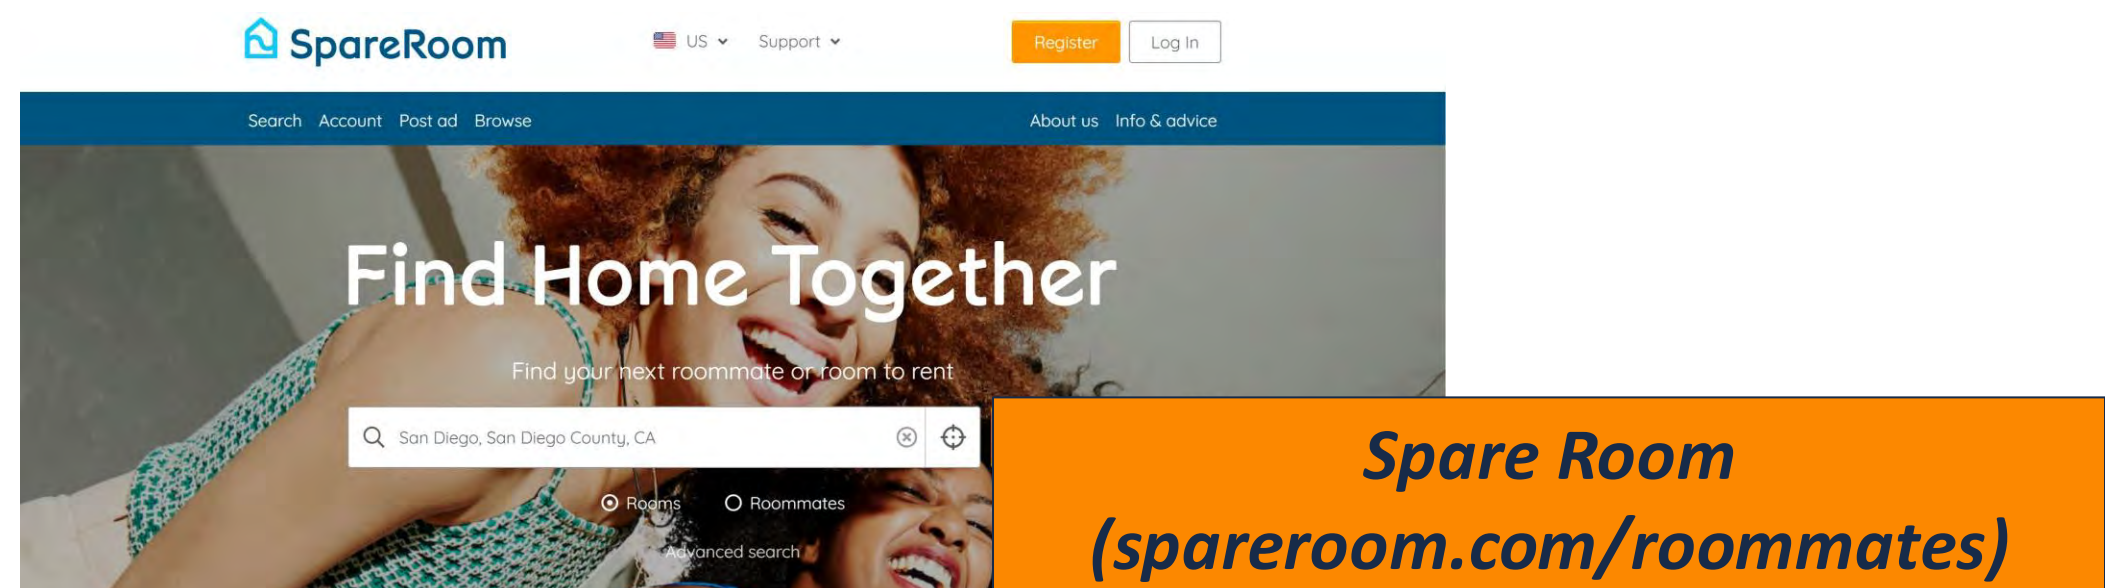 SpareRoom
US Support
Register Log In
Search Account Post ad Browse
About us Info & advice
Find Home Together
Find your next roommate or room to rent
San Diego, San Diego County, CA
Rooms Roommates
Advanced search
Spare Room
(spareroom.com/roommates)